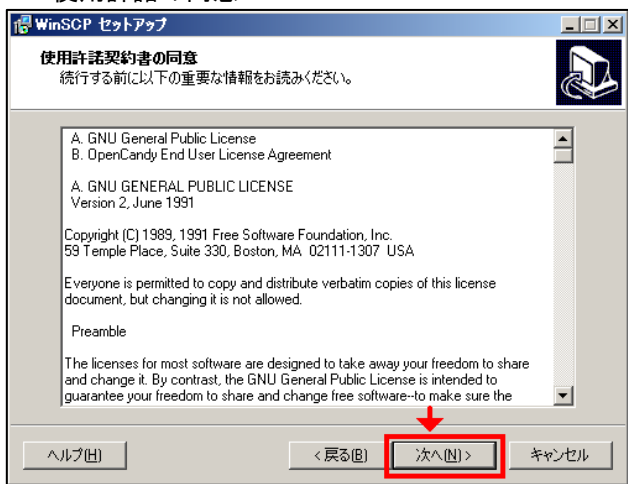 WinSCP セットアップ
使用許諾契約書の同意
続行する前に以下の重要な情報をお読みください。
A. GNU General Public License
B. OpenCandy End User License Agreement
A. GNU GENERAL PUBLIC LICENSE
Version 2, June 1991
Copyright (C) 1989, 1991 Free Software Foundation, Inc.
59 Temple Place, Suite 330, Boston, MA  02111-1307  USA
Everyone is permitted to copy and distribute verbatim copies of this license
document, but changing it is not allowed.
Preamble
The licenses for most software are designed to take away your freedom to share
and change it. By contrast, the GNU General Public License is intended to
guarantee your freedom to share and change free software--to make sure the
ヘルプ(H) < 戻る(B) 次へ(N) > キャンセル